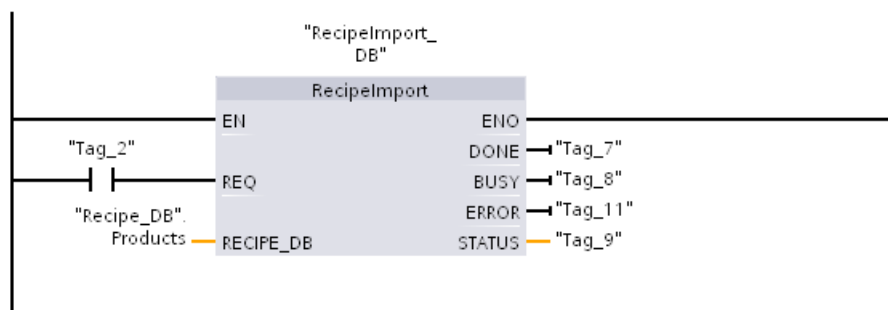 "RecipeImport_
DB"
RecipeImport
EN
ENO
DONE
"Tag_7"
"Tag_2"
REQ
BUSY
"Tag_8"
ERROR
"Tag_11"
"Recipe_DB".
Products
RECIPE_DB
STATUS
"Tag_9"